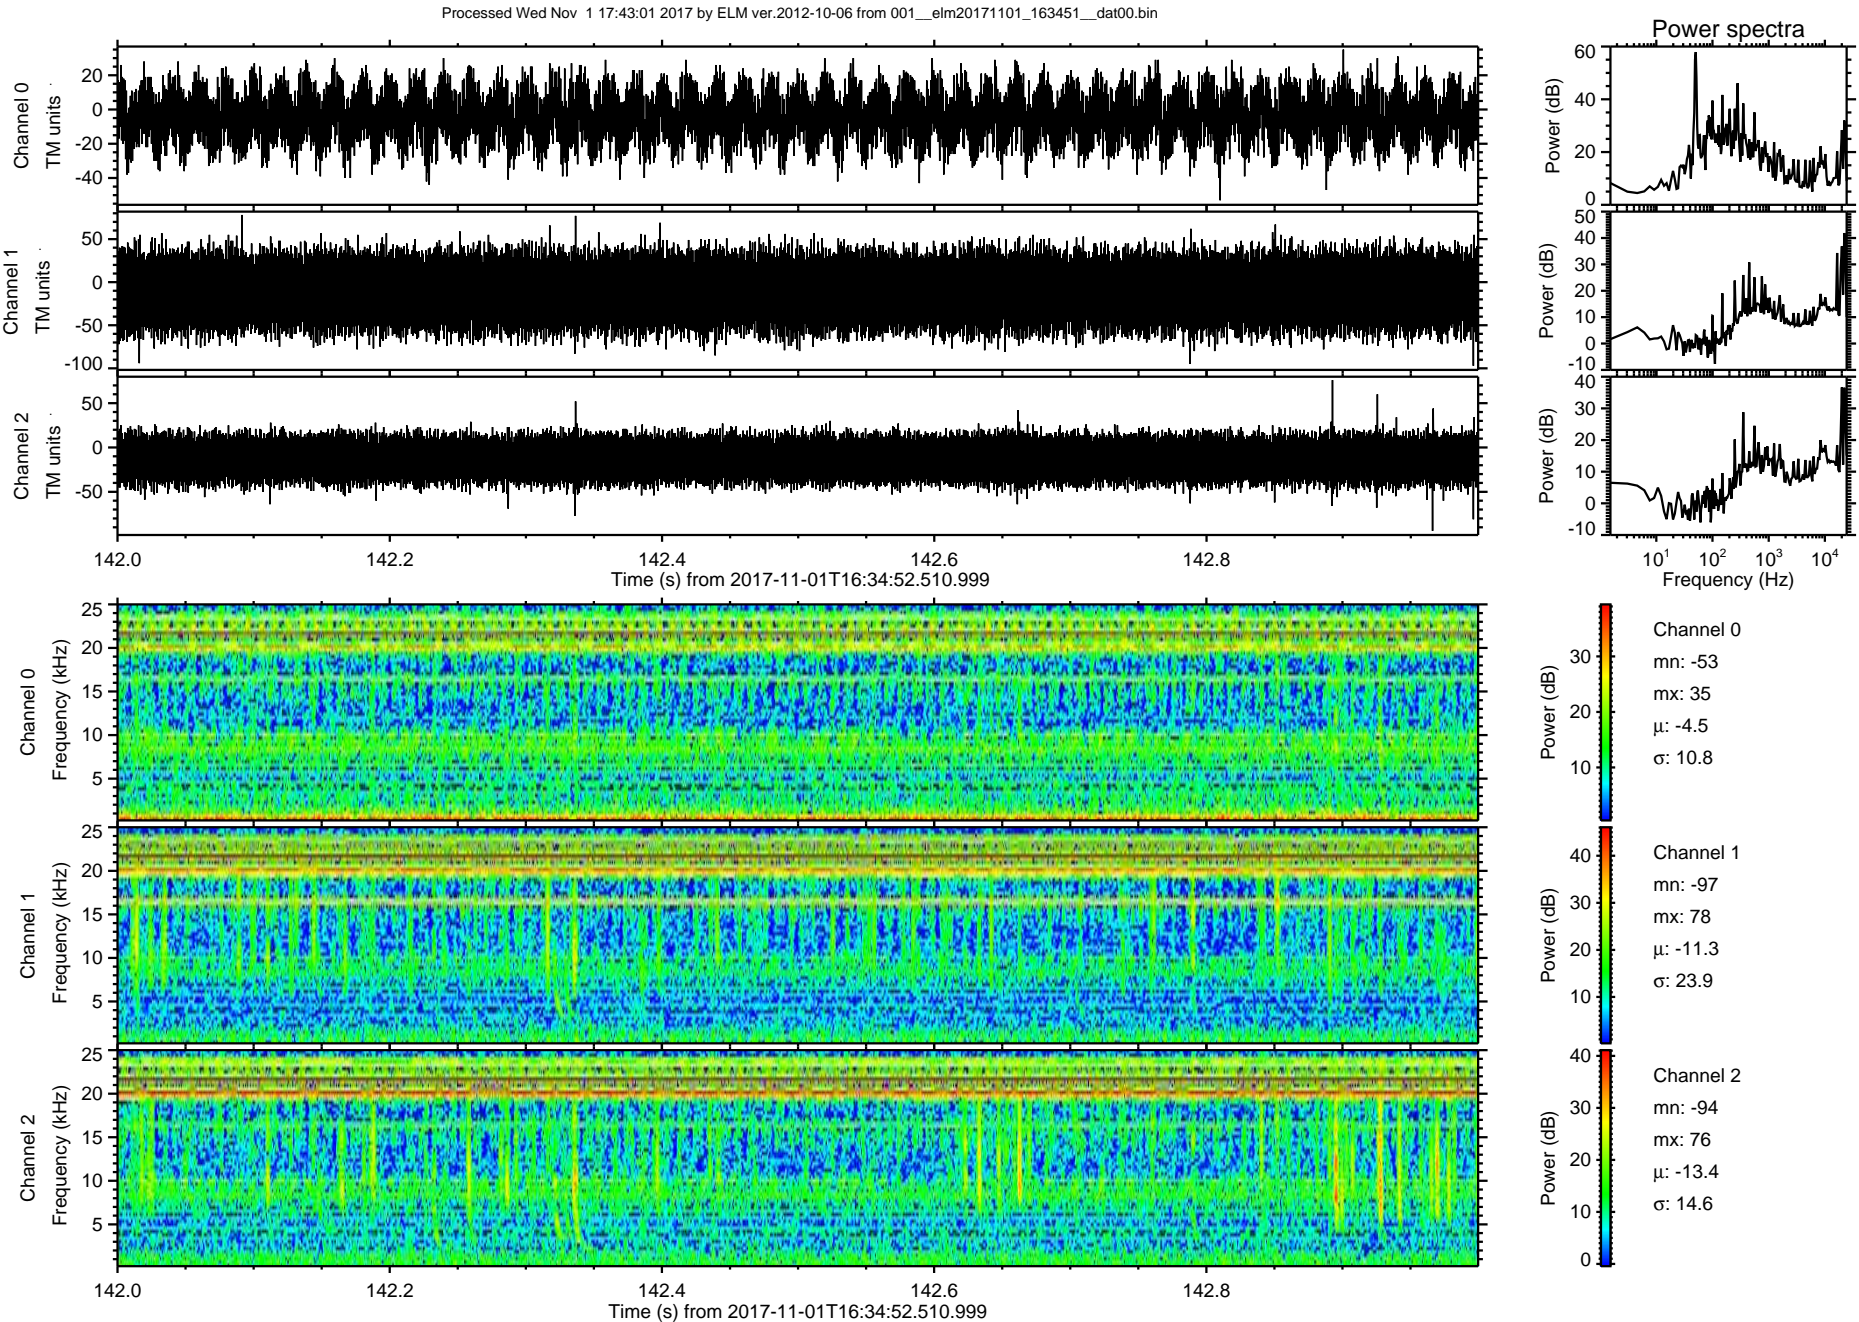 Processed Wed Nov  1 17:43:01 2017 by ELM ver.2012-10-06 from 001__elm20171101_163451__dat00.bin
Power spectra
Channel 0
TM units
20
0
-20
-40
Power (dB)
60
40
20
0
Channel 1
TM units
50
0
-50
-100
Power (dB)
50
40
30
20
10
0
-10
Channel 2
TM units
50
0
-50
Power (dB)
40
30
20
10
0
-10
142.0 142.2 142.4 142.6 142.8
Time (s) from 2017-11-01T16:34:52.510.999
10^1 10^2 10^3 10^4
Frequency (Hz)
Channel 0
Frequency (kHz)
25
20
15
10
5
Power (dB)
30
20
10
Channel 0
mn: -53
mx: 35
μ: -4.5
σ: 10.8
Channel 1
Frequency (kHz)
25
20
15
10
5
Power (dB)
40
30
20
10
Channel 1
mn: -97
mx: 78
μ: -11.3
σ: 23.9
Channel 2
Frequency (kHz)
25
20
15
10
5
Power (dB)
40
30
20
10
0
Channel 2
mn: -94
mx: 76
μ: -13.4
σ: 14.6
142.0 142.2 142.4 142.6 142.8
Time (s) from 2017-11-01T16:34:52.510.999